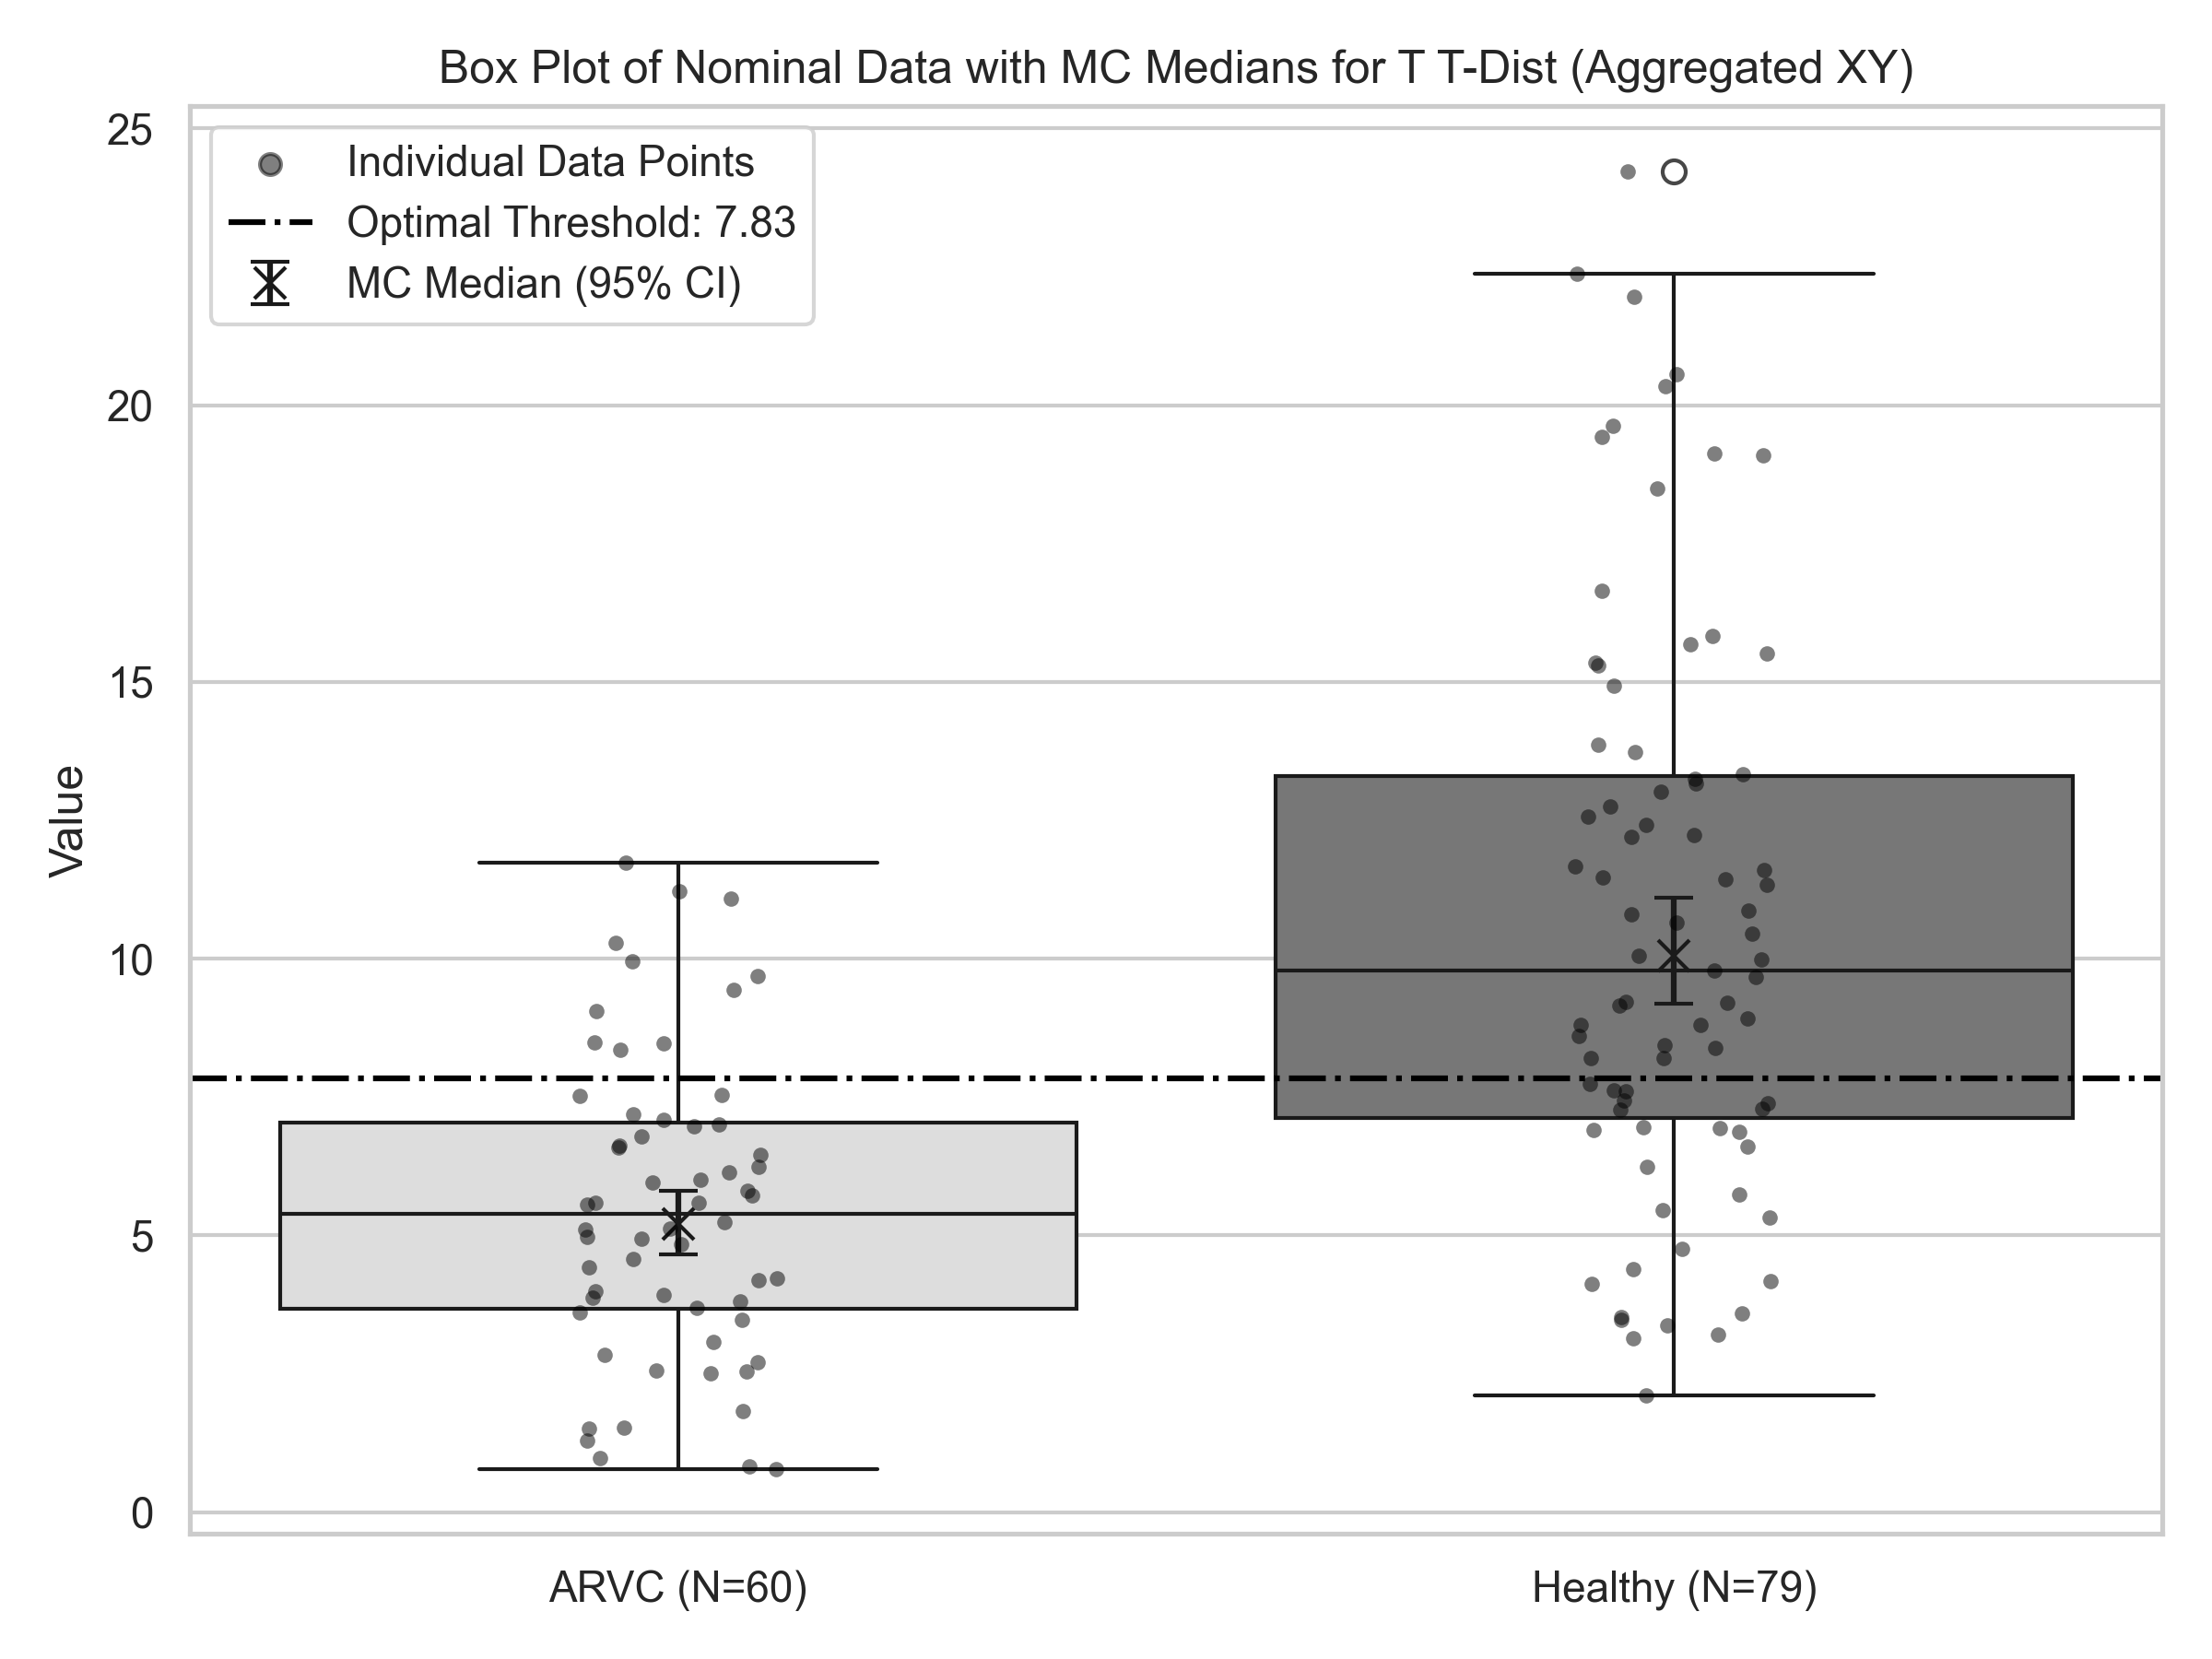 Box Plot of Nominal Data with MC Medians for T T-Dist (Aggregated XY)
25
20
15
10
5
0
Value
Individual Data Points
Optimal Threshold: 7.83
MC Median (95% CI)
ARVC (N=60)
Healthy (N=79)